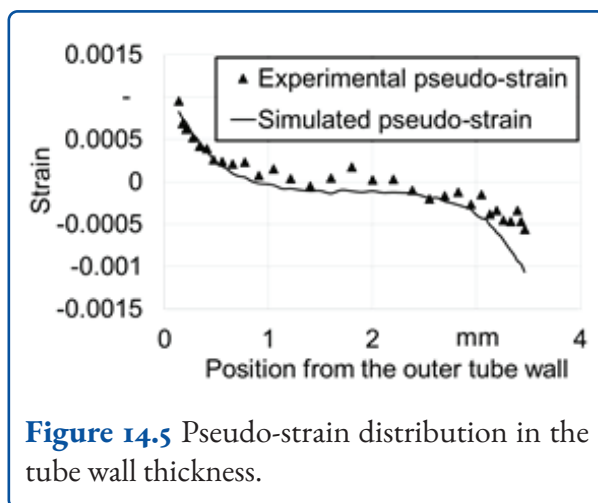 0.0015
▲ Experimental pseudo-strain
-
— Simulated pseudo-strain
0.0005
Strain
0
-0.0005
-0.001
-0.0015
0 1 2 mm 4
Position from the outer tube wall
Figure 14.5 Pseudo-strain distribution in the
tube wall thickness.